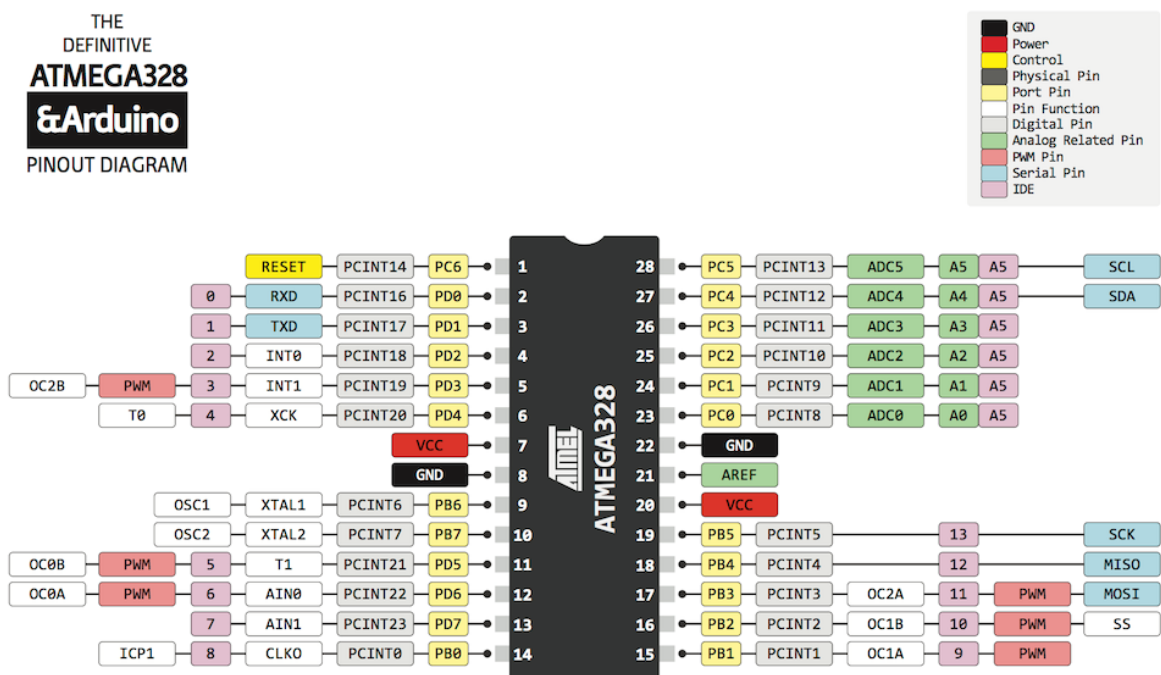 THE
DEFINITIVE
ATMEGA328
&Arduino
PINOUT DIAGRAM
GND
Power
Control
Physical Pin
Port Pin
Pin Function
Digital Pin
Analog Related Pin
PWM Pin
Serial Pin
IDE
RESET PCINT14 PC6 1 28 PC5 PCINT13 ADC5 A5 A5 SCL
0 RXD PCINT16 PD0 2 27 PC4 PCINT12 ADC4 A4 A5 SDA
1 TXD PCINT17 PD1 3 26 PC3 PCINT11 ADC3 A3 A5
2 INT0 PCINT18 PD2 4 25 PC2 PCINT10 ADC2 A2 A5
OC2B PWM 3 INT1 PCINT19 PD3 5 24 PC1 PCINT9 ADC1 A1 A5
T0 4 XCK PCINT20 PD4 6 23 PC0 PCINT8 ADC0 A0 A5
VCC 7 22 GND
GND 8 21 AREF
OSC1 XTAL1 PCINT6 PB6 9 20 VCC
OSC2 XTAL2 PCINT7 PB7 10 19 PB5 PCINT5 13 SCK
OC0B PWM 5 T1 PCINT21 PD5 11 18 PB4 PCINT4 12 MISO
OC0A PWM 6 AIN0 PCINT22 PD6 12 17 PB3 PCINT3 OC2A 11 PWM MOSI
7 AIN1 PCINT23 PD7 13 16 PB2 PCINT2 OC1B 10 PWM SS
ICP1 8 CLKO PCINT0 PB0 14 15 PB1 PCINT1 OC1A 9 PWM
ATMEL
ATMEGA328